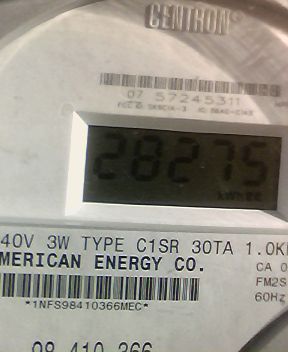 CENTRON®
07 57245311
28275
40V 3W TYPE C1SR 30TA 1.0K
MERICAN ENERGY CO.
CA 0
FM2S
*1NFS98410366MEC*
60Hz
98 410 366